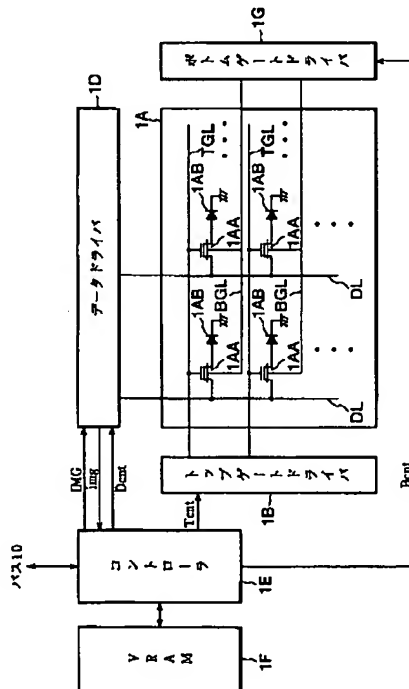 バス10
VRAM
1F
コントローラ
1E
IMG
img
Dcnt
Tcnt
Bcnt
データドライバ
1D
トップゲートドライバ
1B
ボトムゲートドライバ
1G
1A
TGL
1AB
1AA
TGL
1AB
1AA
1AB
BGL
1AA
1AB
BGL
1AA
DL
DL